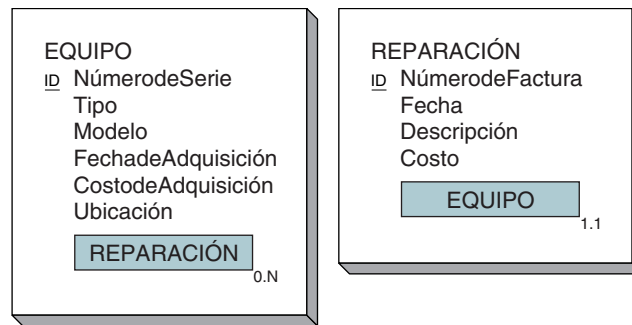 EQUIPO
ID NúmerodeSerie
Tipo
Modelo
FechadeAdquisición
CostodeAdquisición
Ubicación
REPARACIÓN
0.N
REPARACIÓN
ID NúmerodeFactura
Fecha
Descripción
Costo
EQUIPO
1.1